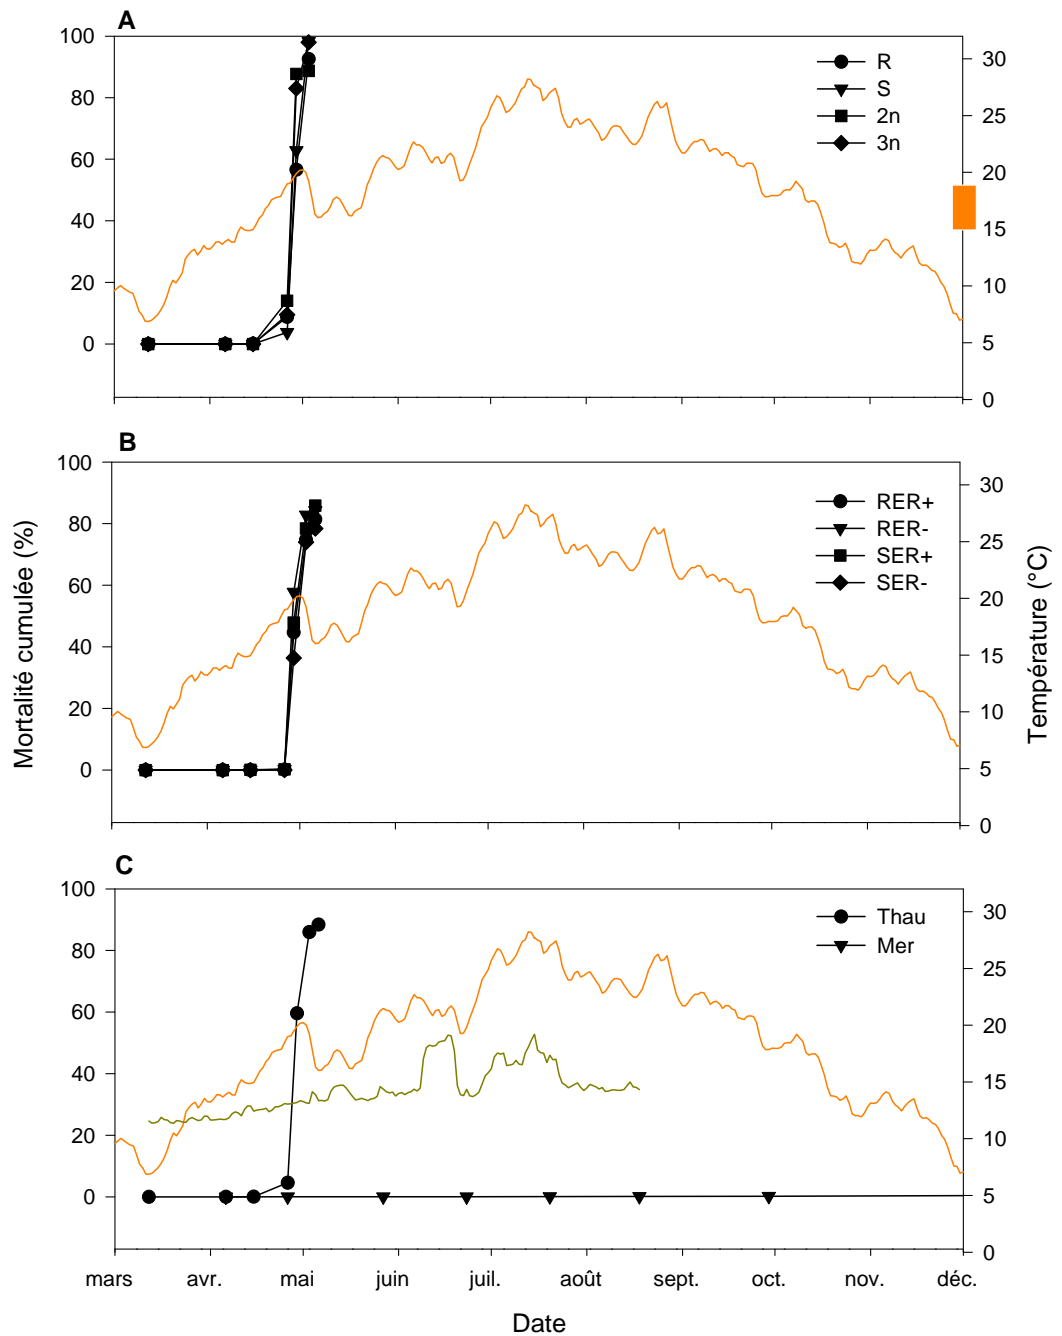 A
100
80
60
40
20
0
30
25
20
15
10
5
0
R
S
2n
3n
B
100
80
60
40
20
0
30
25
20
15
10
5
0
RER+
RER-
SER+
SER-
Mortalité cumulée (%)
Température (°C)
C
100
80
60
40
20
0
30
25
20
15
10
5
0
Thau
Mer
mars avr. mai juin juil. août sept. oct. nov. déc.
Date